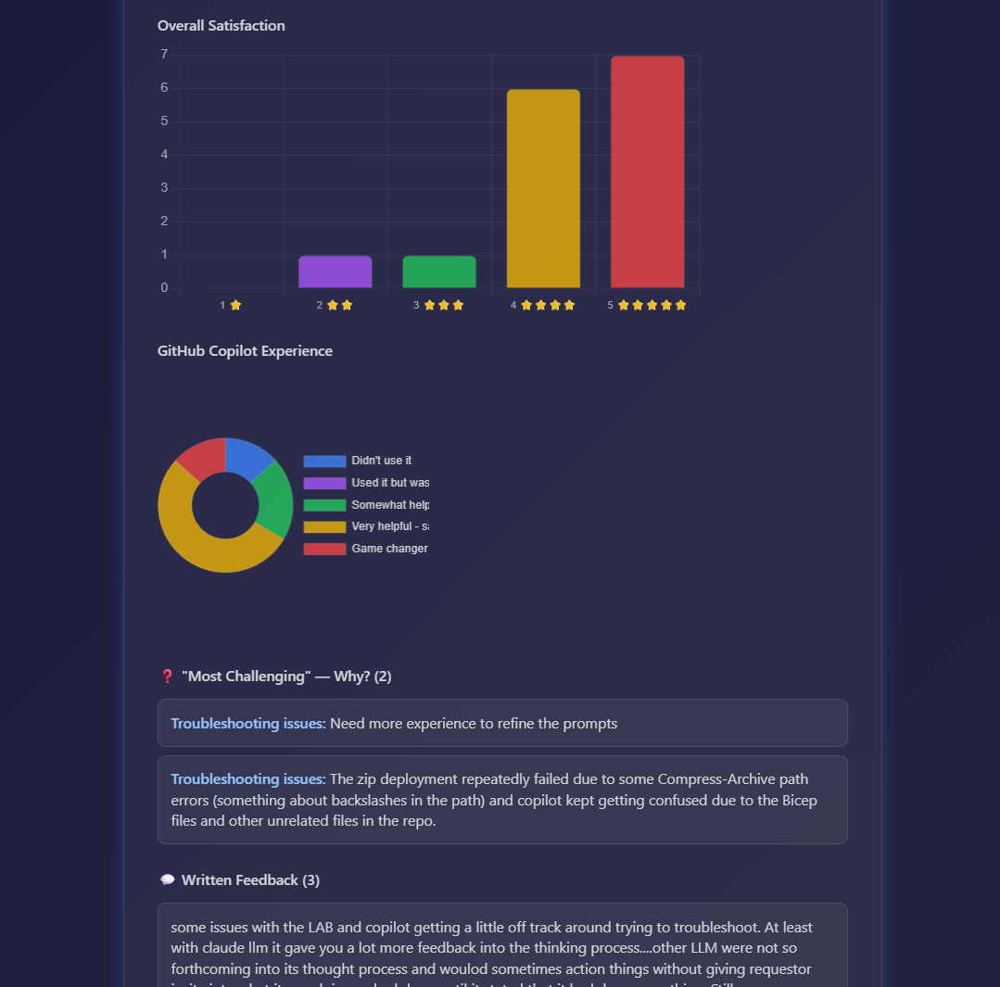 Overall Satisfaction
7
6
5
4
3
2
1
0
1 ⭐
2 ⭐⭐
3 ⭐⭐⭐
4 ⭐⭐⭐⭐
5 ⭐⭐⭐⭐⭐
GitHub Copilot Experience
Didn't use it
Used it but was
Somewhat help
Very helpful - s
Game changer
❓ "Most Challenging" — Why? (2)
Troubleshooting issues: Need more experience to refine the prompts
Troubleshooting issues: The zip deployment repeatedly failed due to some Compress-Archive path
errors (something about backslashes in the path) and copilot kept getting confused due to the Bicep
files and other unrelated files in the repo.
💬 Written Feedback (3)
some issues with the LAB and copilot getting a little off track around trying to troubleshoot. At least
with claude llm it gave you a lot more feedback into the thinking process....other LLM were not so
forthcoming into its thought process and woulod sometimes action things without giving requestor